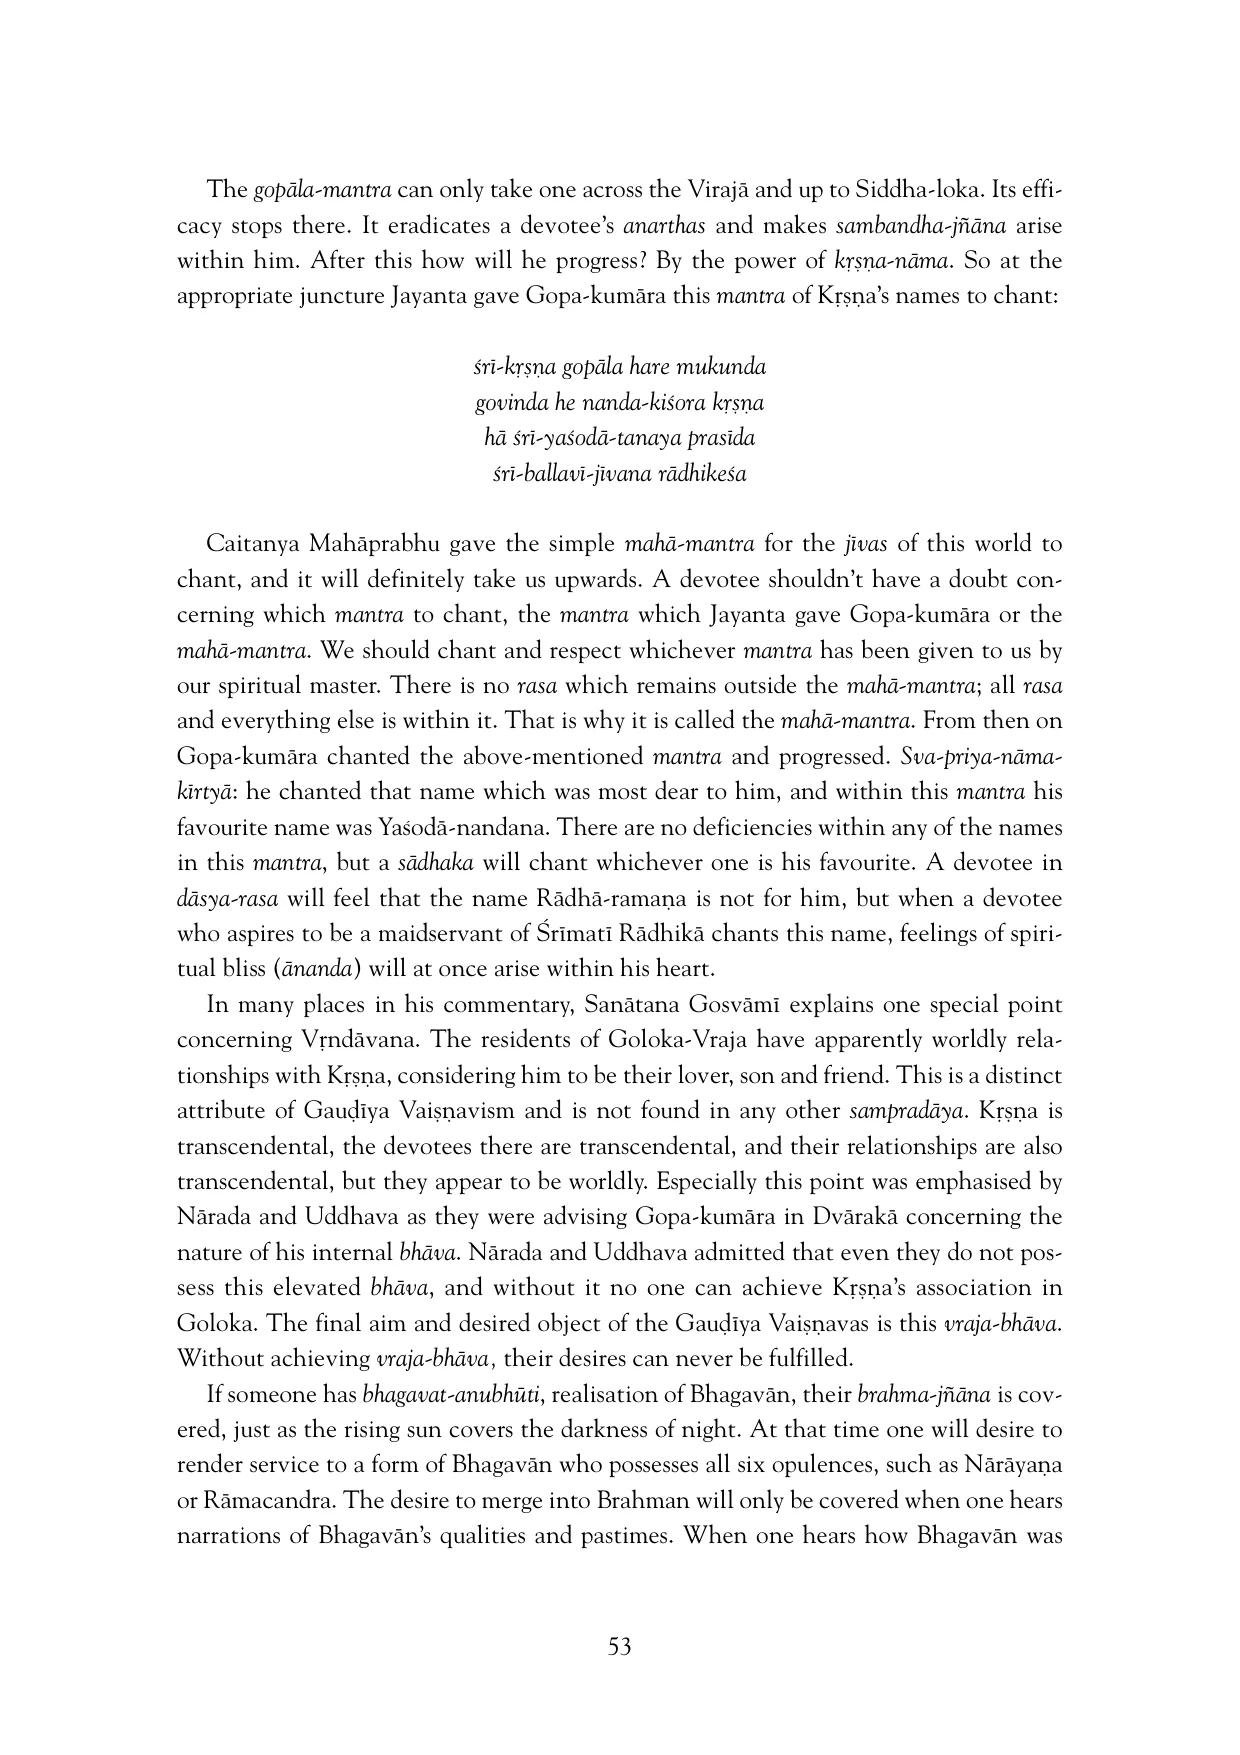 The gopāla-mantra can only take one across the Virajā and up to Siddha-loka. Its effi-
cacy stops there. It eradicates a devotee’s anarthas and makes sambandha-jñāna arise
within him. After this how will he progress? By the power of kṛṣṇa-nāma. So at the
appropriate juncture Jayanta gave Gopa-kumāra this mantra of Kṛṣṇa’s names to chant:
śrī-kṛṣṇa gopāla hare mukunda
govinda he nanda-kiśora kṛṣṇa
hā śrī-yaśodā-tanaya prasīda
śrī-ballavī-jīvana rādhikeśa
Caitanya Mahāprabhu gave the simple mahā-mantra for the jīvas of this world to
chant, and it will definitely take us upwards. A devotee shouldn’t have a doubt con-
cerning which mantra to chant, the mantra which Jayanta gave Gopa-kumāra or the
mahā-mantra. We should chant and respect whichever mantra has been given to us by
our spiritual master. There is no rasa which remains outside the mahā-mantra; all rasa
and everything else is within it. That is why it is called the mahā-mantra. From then on
Gopa-kumāra chanted the above-mentioned mantra and progressed. Sva-priya-nāma-
kīrtyā: he chanted that name which was most dear to him, and within this mantra his
favourite name was Yaśodā-nandana. There are no deficiencies within any of the names
in this mantra, but a sādhaka will chant whichever one is his favourite. A devotee in
dāsya-rasa will feel that the name Rādhā-ramaṇa is not for him, but when a devotee
who aspires to be a maidservant of Śrīmatī Rādhikā chants this name, feelings of spiri-
tual bliss (ānanda) will at once arise within his heart.
In many places in his commentary, Sanātana Gosvāmī explains one special point
concerning Vṛndāvana. The residents of Goloka-Vraja have apparently worldly rela-
tionships with Kṛṣṇa, considering him to be their lover, son and friend. This is a distinct
attribute of Gauḍīya Vaiṣṇavism and is not found in any other sampradāya. Kṛṣṇa is
transcendental, the devotees there are transcendental, and their relationships are also
transcendental, but they appear to be worldly. Especially this point was emphasised by
Nārada and Uddhava as they were advising Gopa-kumāra in Dvārakā concerning the
nature of his internal bhāva. Nārada and Uddhava admitted that even they do not pos-
sess this elevated bhāva, and without it no one can achieve Kṛṣṇa’s association in
Goloka. The final aim and desired object of the Gauḍīya Vaiṣṇavas is this vraja-bhāva.
Without achieving vraja-bhāva, their desires can never be fulfilled.
If someone has bhagavat-anubhūti, realisation of Bhagavān, their brahma-jñāna is cov-
ered, just as the rising sun covers the darkness of night. At that time one will desire to
render service to a form of Bhagavān who possesses all six opulences, such as Nārāyaṇa
or Rāmacandra. The desire to merge into Brahman will only be covered when one hears
narrations of Bhagavān’s qualities and pastimes. When one hears how Bhagavān was
53